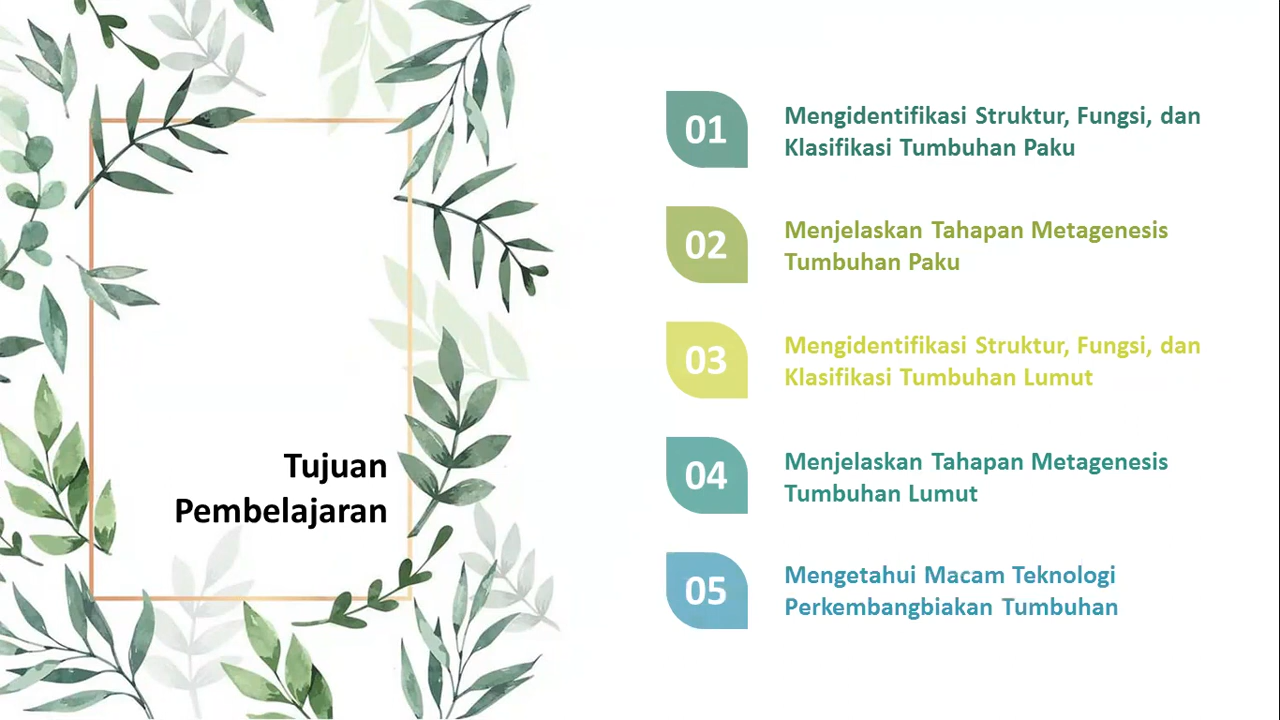 Tujuan
Pembelajaran
01
Mengidentifikasi Struktur, Fungsi, dan
Klasifikasi Tumbuhan Paku
02
Menjelaskan Tahapan Metagenesis
Tumbuhan Paku
03
Mengidentifikasi Struktur, Fungsi, dan
Klasifikasi Tumbuhan Lumut
04
Menjelaskan Tahapan Metagenesis
Tumbuhan Lumut
05
Mengetahui Macam Teknologi
Perkembangbiakan Tumbuhan